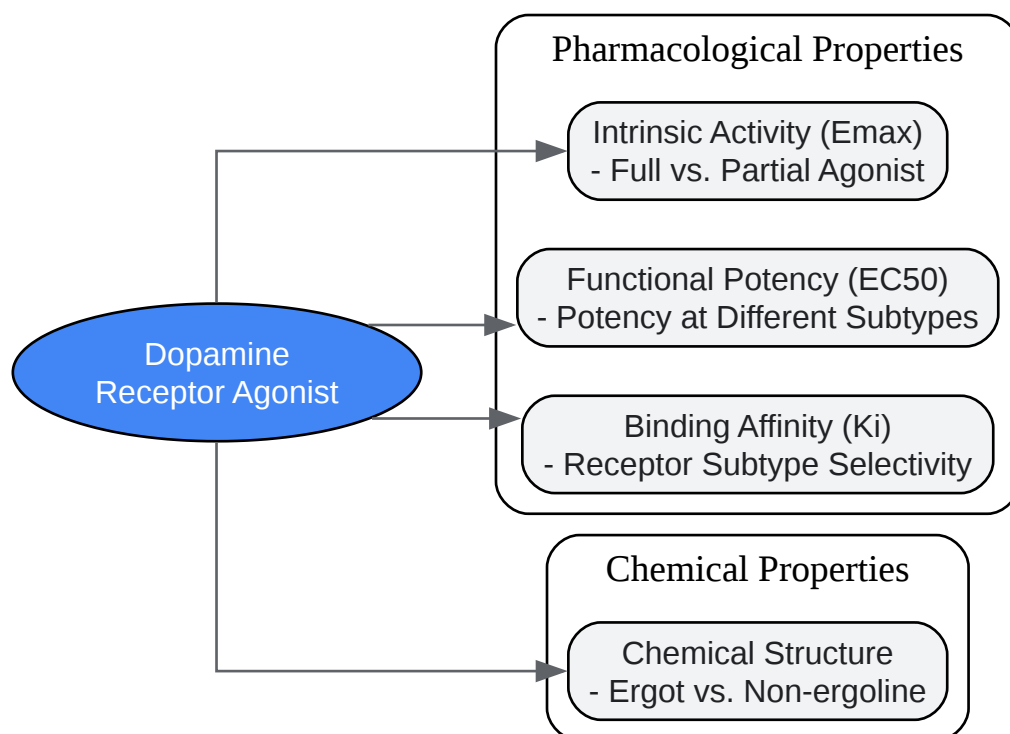 Pharmacological Properties
Intrinsic Activity (Emax)
- Full vs. Partial Agonist
Functional Potency (EC50)
- Potency at Different Subtypes
Dopamine
Receptor Agonist
Binding Affinity (Ki)
- Receptor Subtype Selectivity
Chemical Properties
Chemical Structure
- Ergot vs. Non-ergoline